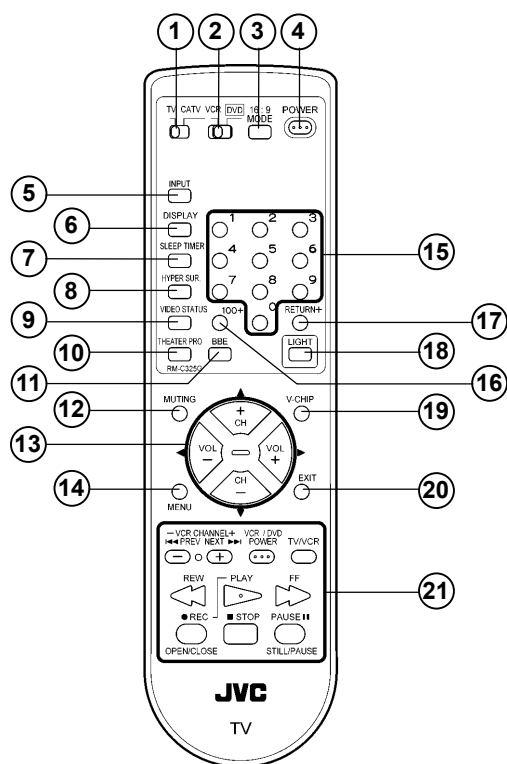 1 2 3 4
TV CATV VCR DVD 16:9 POWER
MODE
5
INPUT
6
DISPLAY
1 2 3
7
SLEEP TIMER
4 5 6
15
8
HYPER SUR.
7 8 9
9
VIDEO STATUS
100+ 0 RETURN+
17
10
THEATER PRO
BBE
LIGHT
18
RM-C325G
11
16
12
MUTING
V-CHIP
19
+
CH
13
VOL
−
VOL
+
CH
−
14
MENU
EXIT
20
− VCR CHANNEL + VCR / DVD
PREV NEXT POWER TV/VCR
− + 
REW PLAY FF
21
REC STOP PAUSE
OPEN/CLOSE STILL/PAUSE
JVC
TV